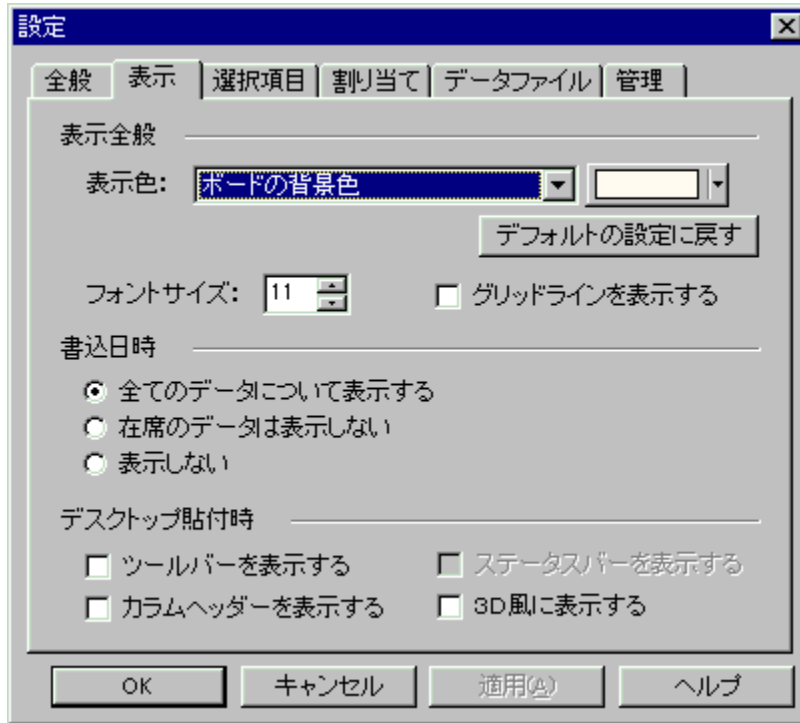 設定
全般 表示 選択項目 割り当て データファイル 管理
表示全般
表示色: ボードの背景色
デフォルトの設定に戻す
フォントサイズ: 11 グリッドラインを表示する
書込日時
全てのデータについて表示する
在席のデータは表示しない
表示しない
デスクトップ貼付時
ツールバーを表示する ステータスバーを表示する
カラムヘッダーを表示する 3D風に表示する
OK キャンセル 適用(A) ヘルプ